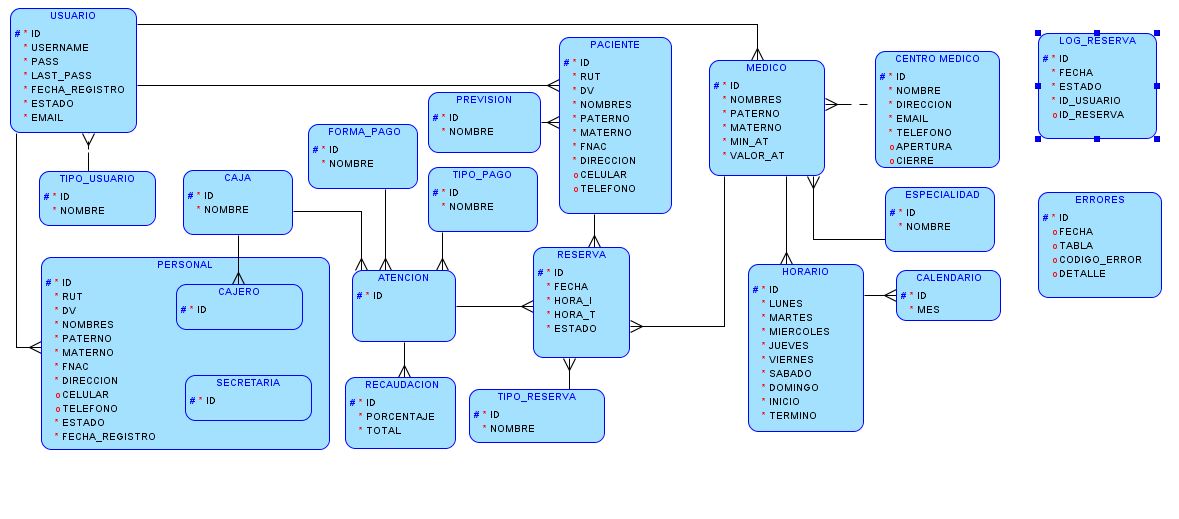 USUARIO
# * ID
* USERNAME
* PASS
* LAST_PASS
* FECHA_REGISTRO
* ESTADO
* EMAIL
TIPO_USUARIO
# * ID
* NOMBRE
CAJA
# * ID
* NOMBRE
FORMA_PAGO
# * ID
* NOMBRE
PREVISION
# * ID
* NOMBRE
TIPO_PAGO
# * ID
* NOMBRE
PACIENTE
# * ID
* RUT
* DV
* NOMBRES
* PATERNO
* MATERNO
* FNAC
* DIRECCION
o CELULAR
o TELEFONO
MEDICO
# * ID
* NOMBRES
* PATERNO
* MATERNO
* MIN_AT
* VALOR_AT
CENTRO MEDICO
# * ID
* NOMBRE
* DIRECCION
* EMAIL
* TELEFONO
o APERTURA
o CIERRE
LOG_RESERVA
# * ID
* FECHA
* ESTADO
* ID_USUARIO
o ID_RESERVA
ESPECIALIDAD
# * ID
* NOMBRE
ERRORES
# * ID
o FECHA
o TABLA
o CODIGO_ERROR
o DETALLE
PERSONAL
# * ID
* RUT
* DV
* NOMBRES
* PATERNO
* MATERNO
* FNAC
* DIRECCION
o CELULAR
o TELEFONO
* ESTADO
* FECHA_REGISTRO
CAJERO
# * ID
SECRETARIA
# * ID
ATENCION
# * ID
RECAUDACION
# * ID
* PORCENTAJE
* TOTAL
RESERVA
# * ID
* FECHA
* HORA_I
* HORA_T
* ESTADO
TIPO_RESERVA
# * ID
* NOMBRE
HORARIO
# * ID
* LUNES
* MARTES
* MIERCOLES
* JUEVES
* VIERNES
* SABADO
* DOMINGO
* INICIO
* TERMINO
CALENDARIO
# * ID
* MES